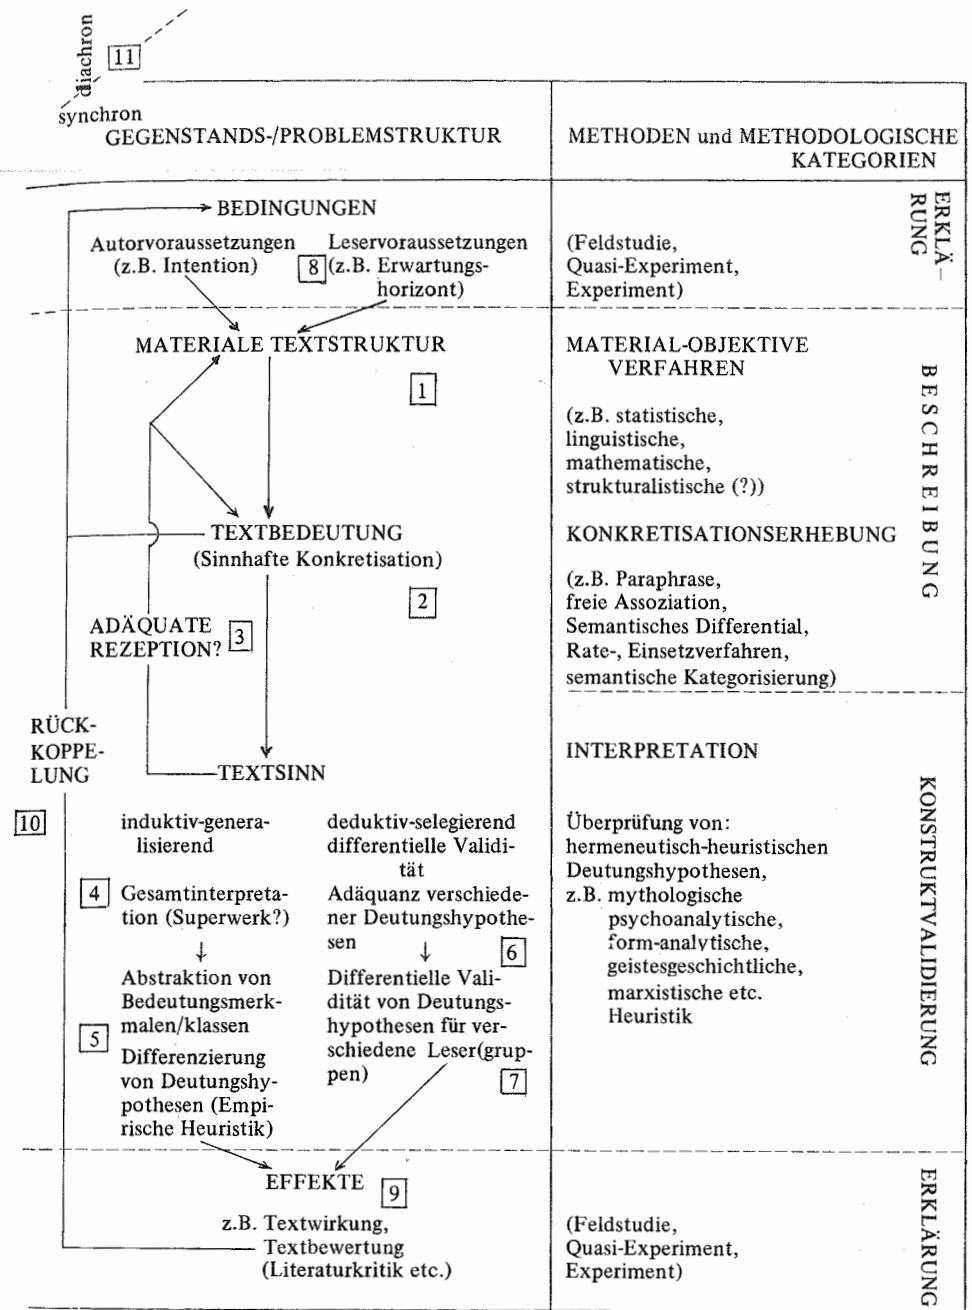 diachron
11
synchron
GEGENSTANDS-/PROBLEMSTRUKTUR
METHODEN und METHODOLOGISCHE
KATEGORIEN
BEDINGUNGEN
Autorvoraussetzungen
(z.B. Intention)
8
Leservoraussetzungen
(z.B. Erwartungs-
horizont)
(Feldstudie,
Quasi-Experiment,
Experiment)
ERKLÄ-
RUNG
MATERIALE TEXTSTRUKTUR
1
MATERIAL-OBJEKTIVE
VERFAHREN
(z.B. statistische,
linguistische,
mathematische,
strukturalistische (?))
BESCHREIBUNG
TEXTBEDEUTUNG
(Sinnhafte Konkretisation)
2
KONKRETISATIONSERHEBUNG
(z.B. Paraphrase,
freie Assoziation,
Semantisches Differential,
Rate-, Einsetzverfahren,
semantische Kategorisierung)
ADÄQUATE
REZEPTION?
3
RÜCK-
KOPPE-
LUNG
10
TEXTSINN
INTERPRETATION
induktiv-genera-
lisierend
4
Gesamtinterpreta-
tion (Superwerk?)
Abstraktion von
Bedeutungsmerk-
malen/klassen
5
Differenzierung
von Deutungshy-
pothesen (Empi-
rische Heuristik)
deduktiv-selegierend
differentielle Validi-
tät
Adäquanz verschiede-
ner Deutungshypothe-
sen
6
Differentielle Vali-
dität von Deutungs-
hypothesen für ver-
schiedene Leser(grup-
pen)
7
Überprüfung von:
hermeneutisch-heuristischen
Deutungshypothesen,
z.B. mythologische
psychoanalytische,
form-analytische,
geistesgeschichtliche,
marxistische etc.
Heuristik
KONSTRUKTVALIDIERUNG
EFFEKTE
9
z.B. Textwirkung,
Textbewertung
(Literaturkritik etc.)
(Feldstudie,
Quasi-Experiment,
Experiment)
ERKLÄRUNG